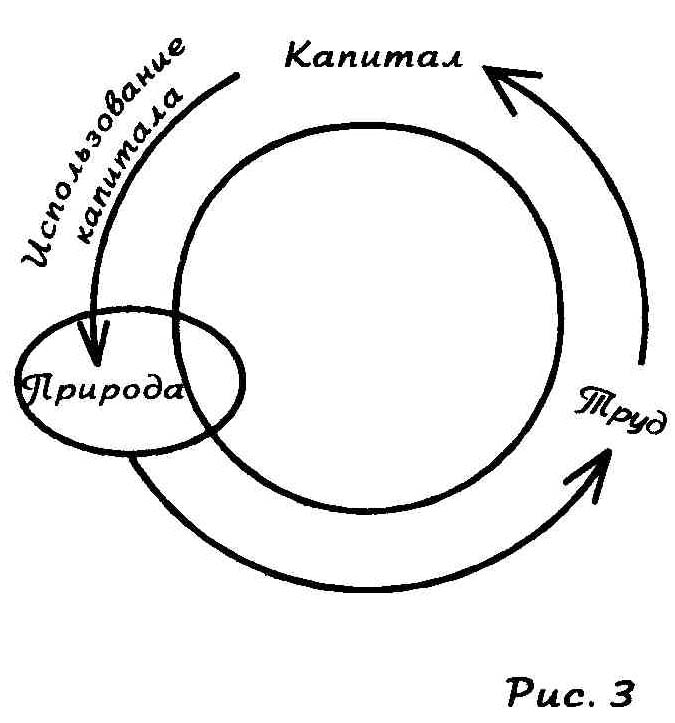 Капитал
Использование
капитала
Природа
Труд
Рис. 3